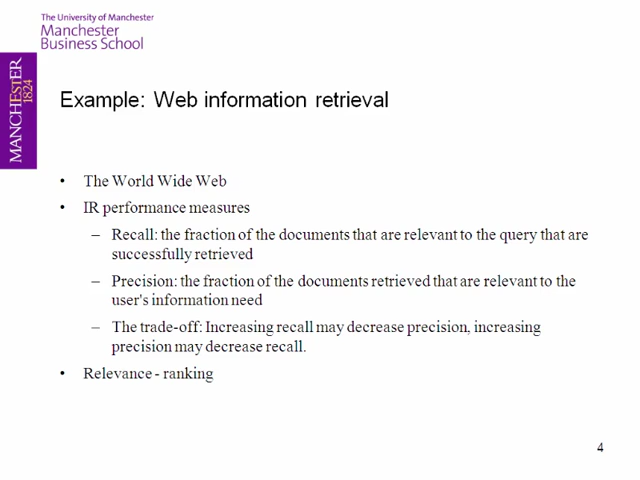 The University of Manchester
Manchester
Business School
MANCHESTER
1824
Example: Web information retrieval
• The World Wide Web
• IR performance measures
– Recall: the fraction of the documents that are relevant to the query that are
successfully retrieved
– Precision: the fraction of the documents retrieved that are relevant to the
user's information need
– The trade-off: Increasing recall may decrease precision, increasing
precision may decrease recall.
• Relevance - ranking
4